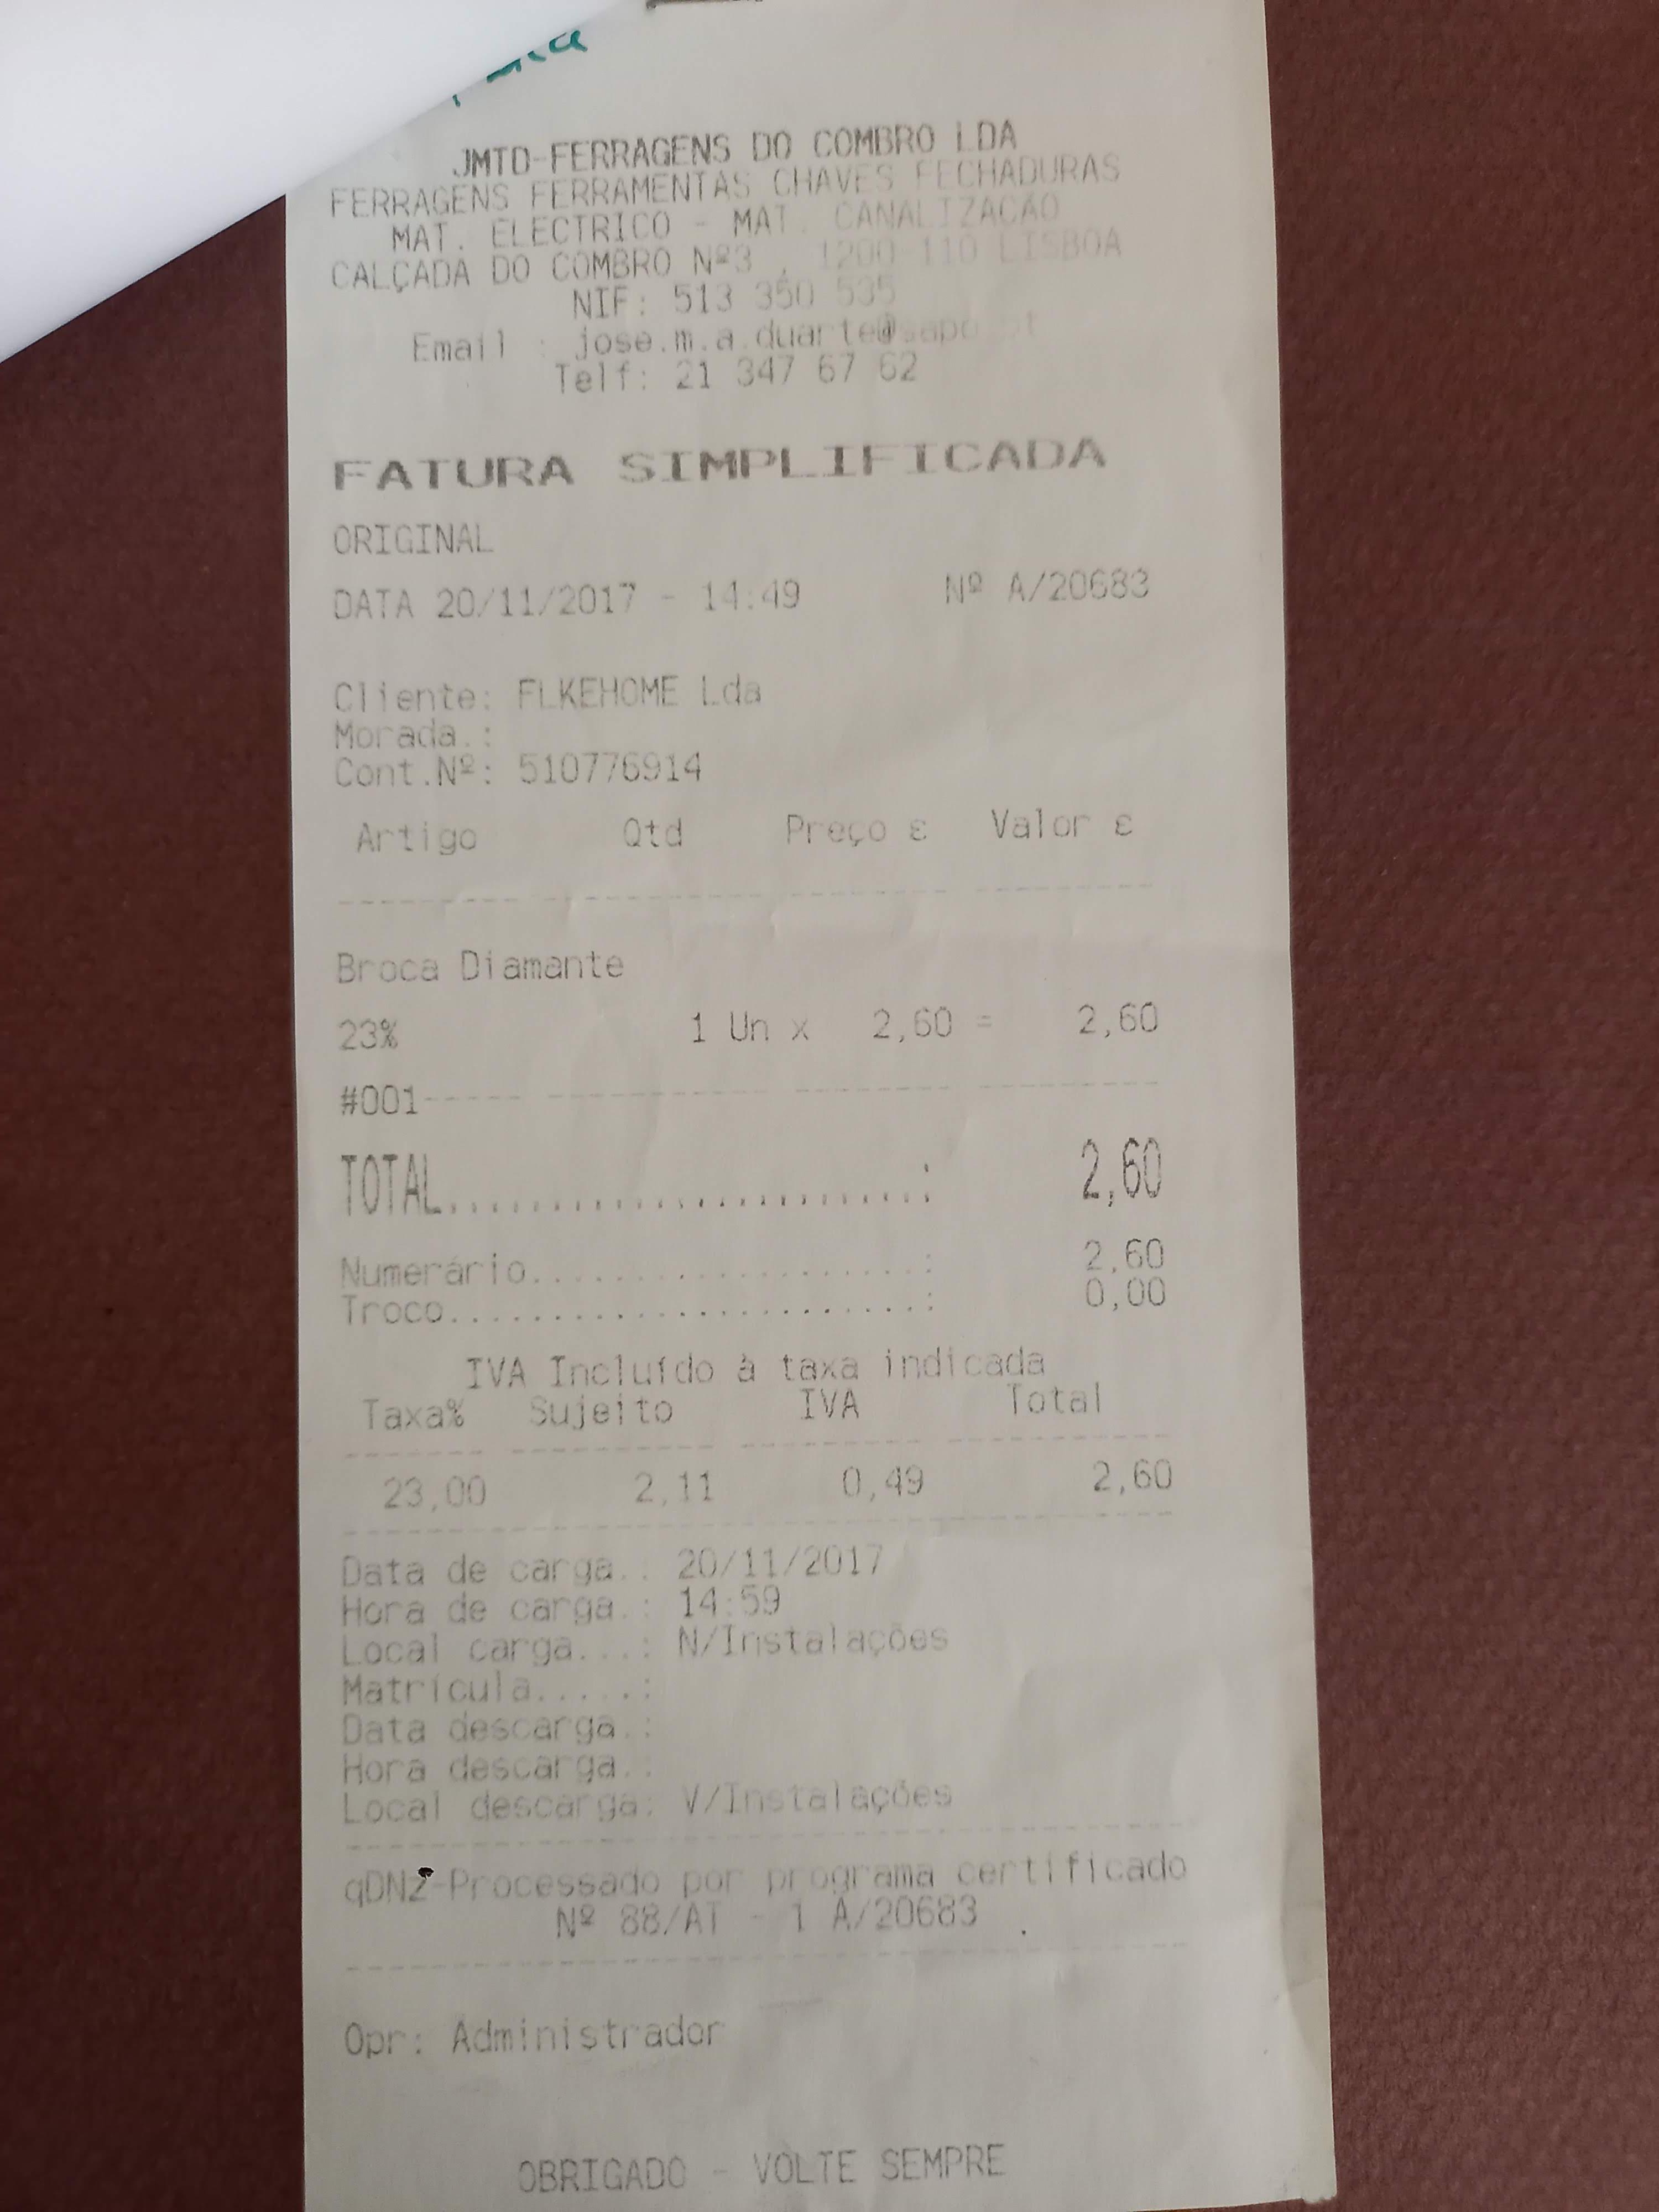 JMTD-FERRAGENS DO COMBRO LDA
FERRAGENS FERRAMENTAS CHAVES FECHADURAS
MAT. ELECTRICO - MAT. CANALIZACAO
CALÇADA DO COMBRO Nº3 , 1200-110 LISBOA
NIF: 513 350 535
Email : jose.m.a.duarte@sapo.pt
Telf: 21 347 67 62
FATURA SIMPLIFICADA
ORIGINAL
DATA 20/11/2017 - 14:49 Nº A/20683
Cliente: FLKEHOME Lda
Morada.:
Cont.Nº: 510776914
Artigo Qtd Preço ε Valor ε
Broca Diamante
23% 1 Un x 2,60 = 2,60
#001
TOTAL.........................: 2,60
Numerário...................: 2,60
Troco.......................: 0,00
IVA Incluído à taxa indicada
Taxa% Sujeito IVA Total
23,00 2,11 0,49 2,60
Data de carga.: 20/11/2017
Hora de carga.: 14:59
Local carga...: N/Instalações
Matrícula.....:
Data descarga.:
Hora descarga.:
Local descarga: V/Instalações
qDNz-Processado por programa certificado
Nº 88/AT - 1 A/20683
Opr: Administrador
OBRIGADO - VOLTE SEMPRE